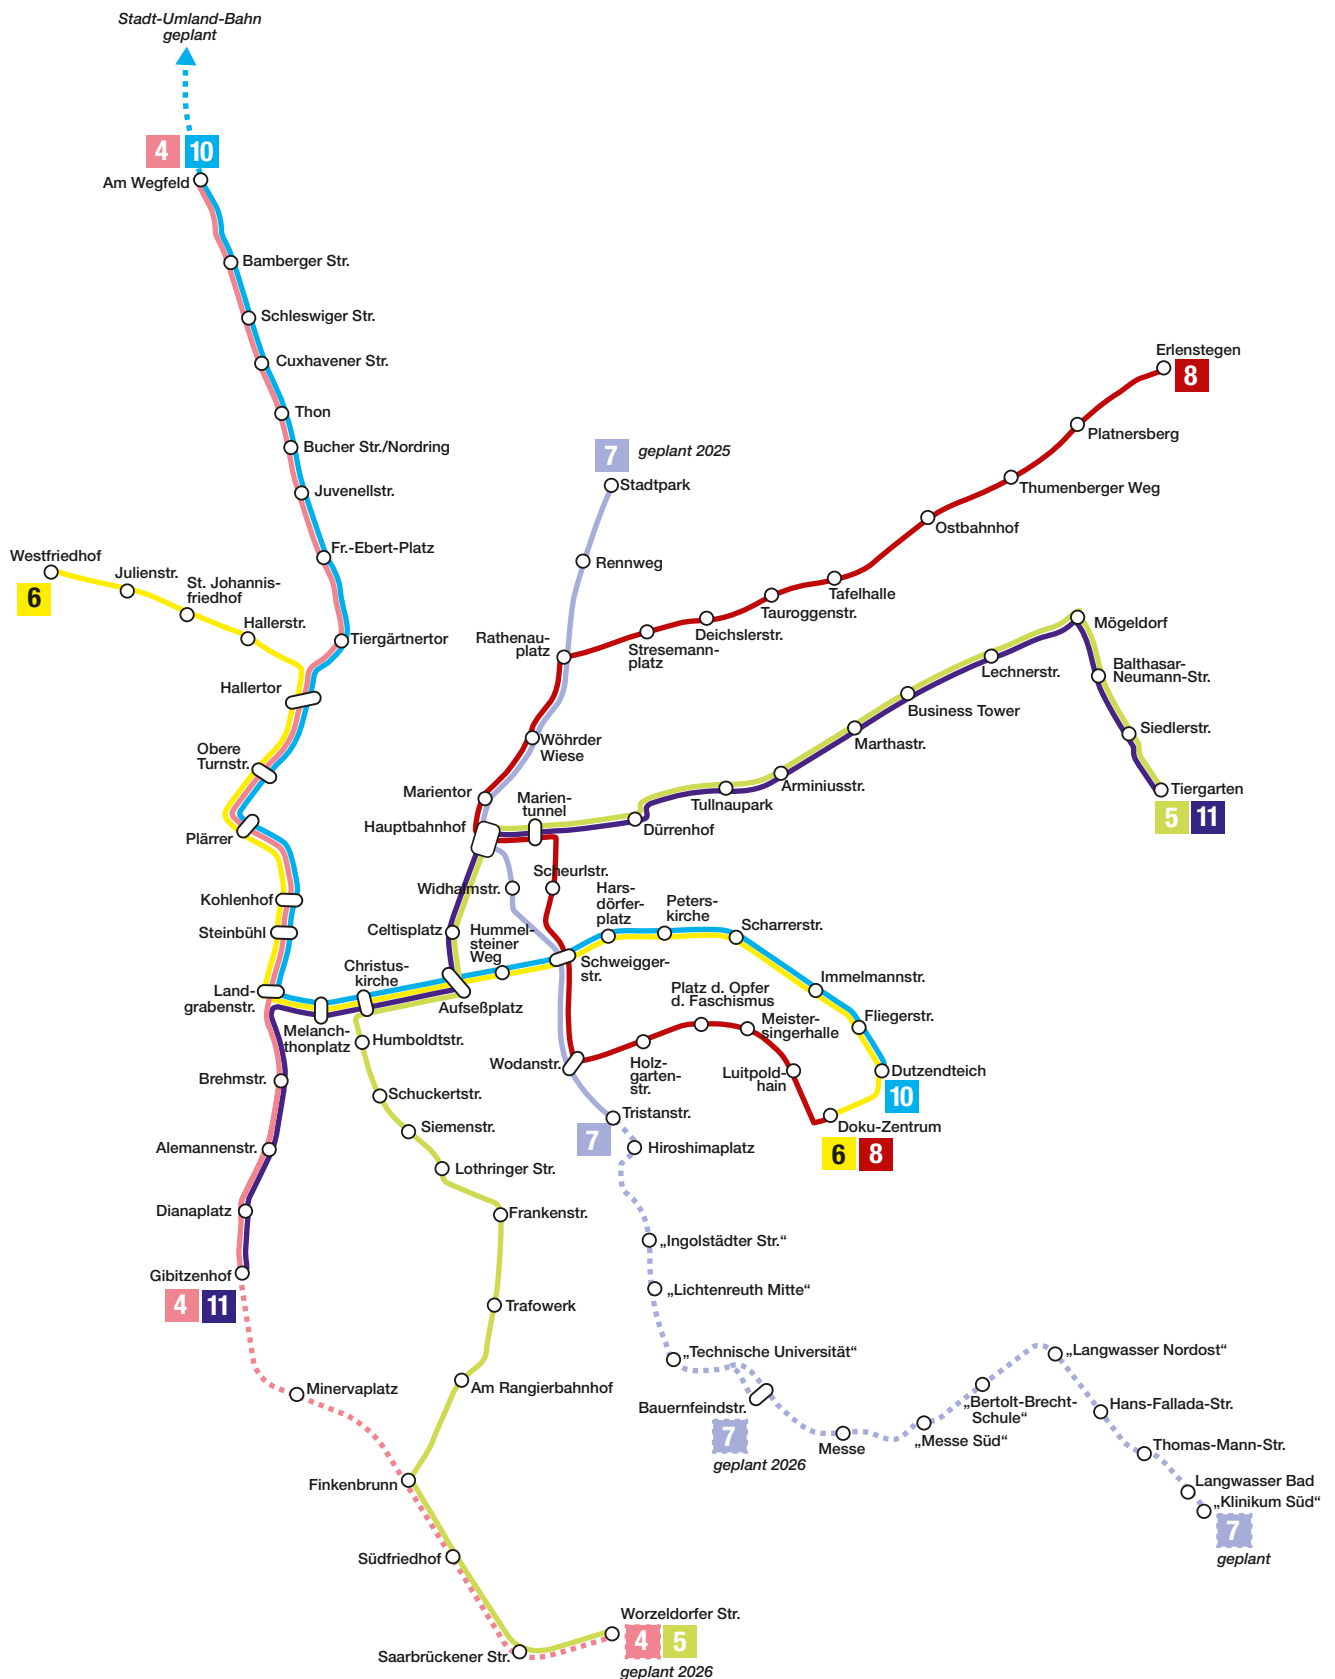 Stadt-Umland-Bahn
geplant
4 10
Am Wegfeld
Bamberger Str.
Schleswiger Str.
Cuxhavener Str.
Thon
Bucher Str./Nordring
Juvenellstr.
Fr.-Ebert-Platz
Tiergärtnertor
Westfriedhof
6
Julienstr.
St. Johannis-
friedhof
Hallerstr.
Hallertor
Obere
Turnstr.
Plärrer
Kohlenhof
Steinbühl
Land-
grabenstr.
Melanch-
thonplatz
Christus-
kirche
Brehmstr.
Alemannenstr.
Dianaplatz
Gibitzenhof
4 11
Minervaplatz
7 geplant 2025
Stadtpark
Rennweg
Rathenau-
platz
Wöhrder
Wiese
Marientor
Hauptbahnhof
Marien-
tunnel
Erlenstegen
8
Platnersberg
Thumenberger Weg
Ostbahnhof
Tafelhalle
Tauroggenstr.
Deichslerstr.
Stresemann-
platz
Mögeldorf
Balthasar-
Neumann-Str.
Siedlerstr.
Tiergarten
5 11
Lechnerstr.
Business Tower
Marthastr.
Arminiusstr.
Tullnaupark
Dürrenhof
Widhalmstr.
Scheurlstr.
Celtisplatz
Hummel-
steiner
Weg
Aufseßplatz
Hars-
dörfer-
platz
Peters-
kirche
Scharrerstr.
Schweigger-
str.
Immelmannstr.
Fliegerstr.
Dutzendteich
10
Platz d. Opfer
d. Faschismus
Meister-
singerhalle
Luitpold-
hain
Holz-
garten-
str.
Wodanstr.
Doku-Zentrum
6 8
Tristanstr.
7
Hiroshimaplatz
„Ingolstädter Str.“
„Lichtenreuth Mitte“
„Technische Universität“
Bauernfeindstr.
7
geplant 2026
Messe
„Messe Süd“
„Bertolt-Brecht-
Schule“
„Langwasser Nordost“
Hans-Fallada-Str.
Thomas-Mann-Str.
Langwasser Bad
„Klinikum Süd“
7
geplant
Humboldtstr.
Schuckertstr.
Siemenstr.
Lothringer Str.
Frankenstr.
Trafowerk
Am Rangierbahnhof
Finkenbrunn
Südfriedhof
Saarbrückener Str.
Worzeldorfer Str.
4 5
geplant 2026